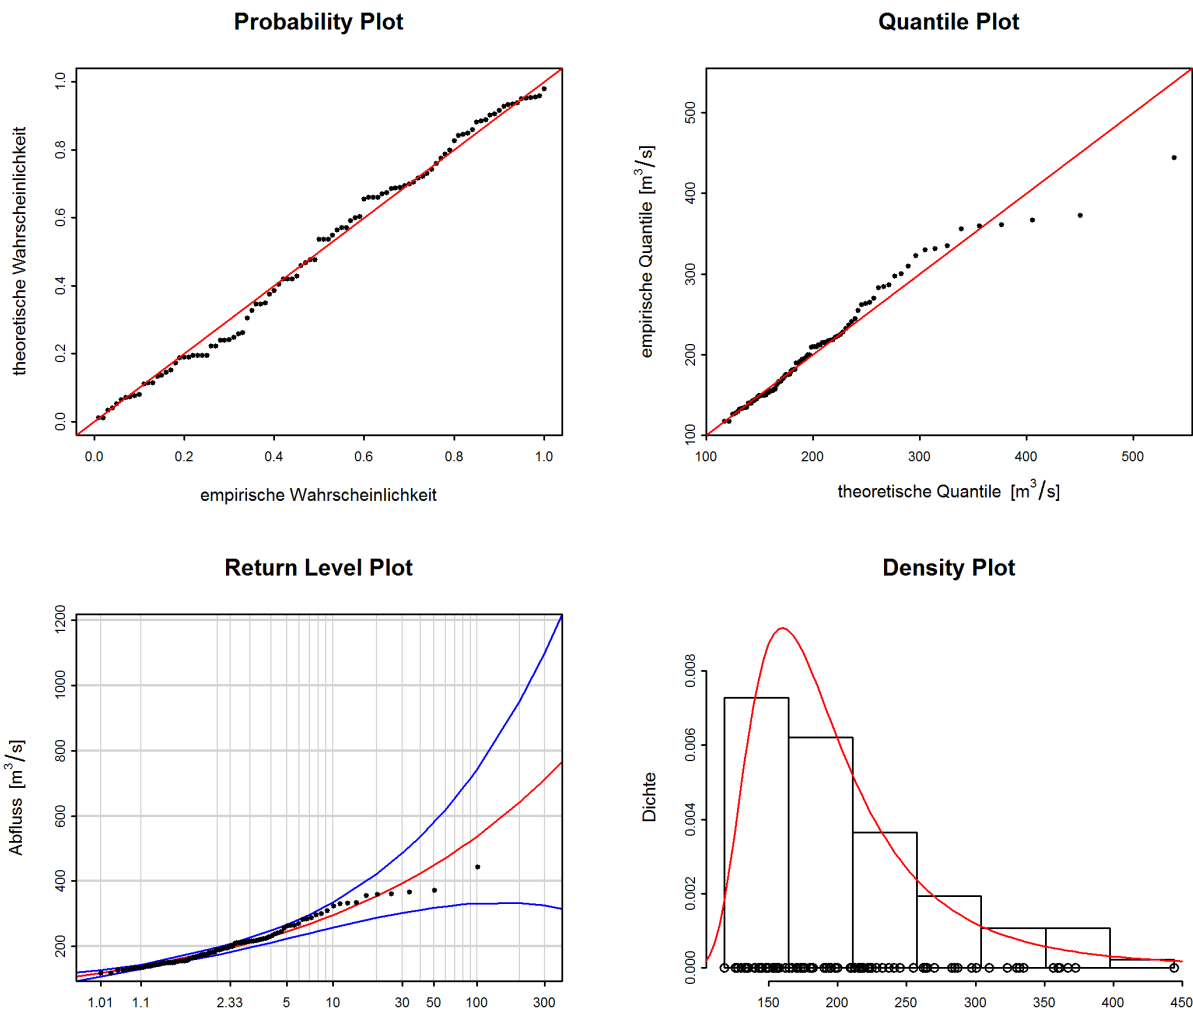 Probability Plot
theoretische Wahrscheinlichkeit
0.0 0.2 0.4 0.6 0.8 1.0
0.0 0.2 0.4 0.6 0.8 1.0
empirische Wahrscheinlichkeit
Quantile Plot
empirische Quantile [m³/s]
100 200 300 400 500
100 200 300 400 500
theoretische Quantile [m³/s]
Return Level Plot
Abfluss [m³/s]
200 400 600 800 1000 1200
1.01 1.1 2.33 5 10 30 50 100 300
Density Plot
Dichte
0.000 0.002 0.004 0.006 0.008
150 200 250 300 350 400 450